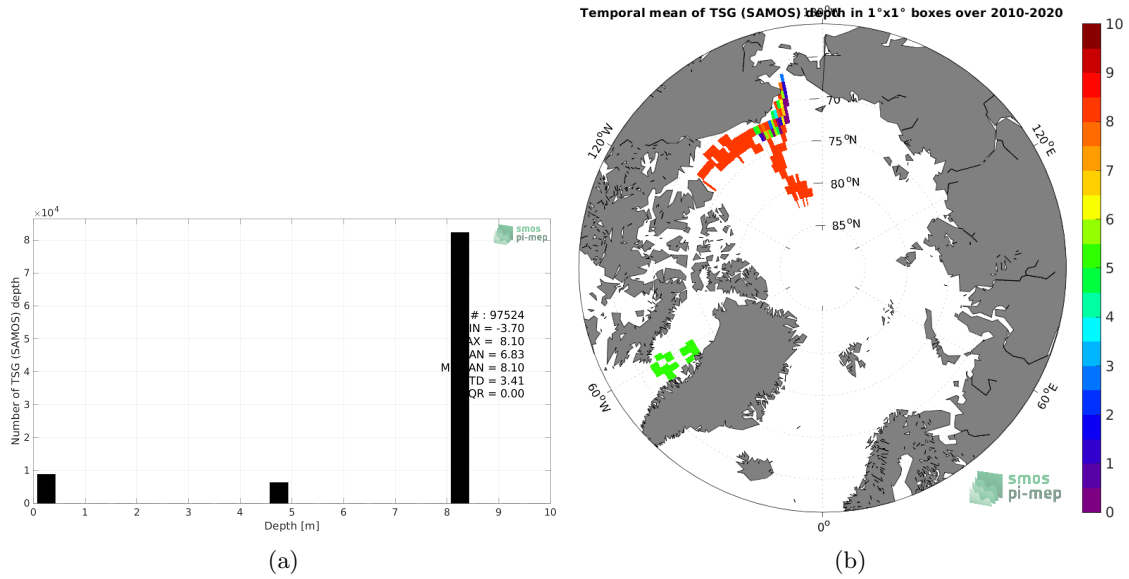 Temporal mean of TSG (SAMOS) depth in 1°x1° boxes over 2010-2020
×10⁴
8
7
6
5
4
3
2
1
0
Number of TSG (SAMOS) depth
smos
pi-mep
# : 97524
IN = -3.70
AX = 8.10
AN = 6.83
M AN = 8.10
TD = 3.41
QR = 0.00
0 1 2 3 4 5 6 7 8 9 10
Depth [m]
(a)
120°W
60°W
0°
60°E
120°E
70°N
75°N
80°N
85°N
10
9
8
7
6
5
4
3
2
1
0
smos
pi-mep
(b)